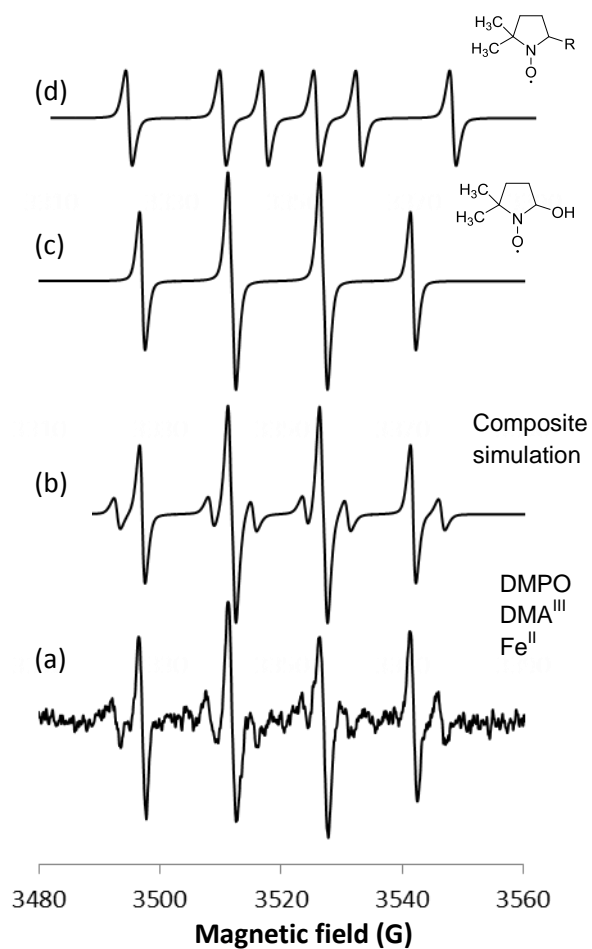 (d)
H₃C
H₃C
N
R
O
·
(c)
H₃C
H₃C
N
OH
O
·
Composite
simulation
(b)
DMPO
DMAᴵᴵᴵ
Feᴵᴵ
(a)
3480 3500 3520 3540 3560
Magnetic field (G)